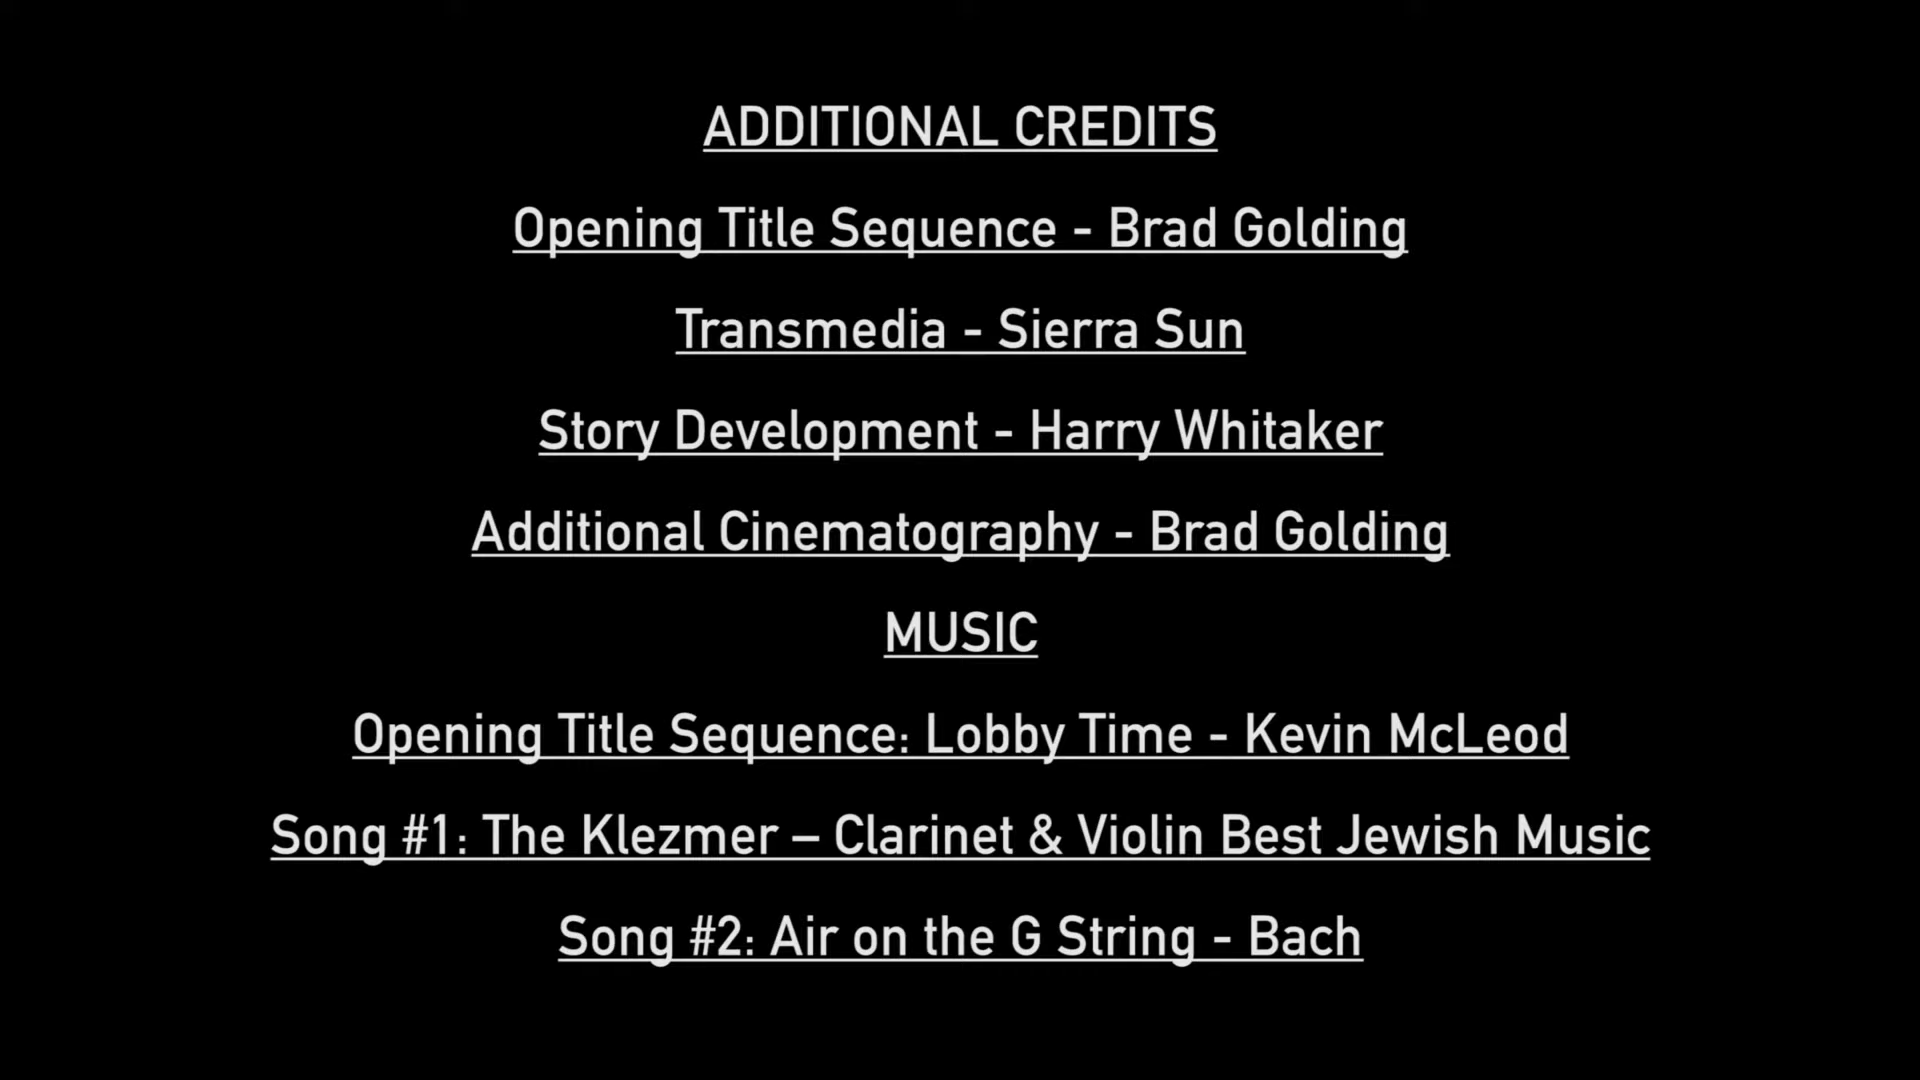 ADDITIONAL CREDITS
Opening Title Sequence - Brad Golding
Transmedia - Sierra Sun
Story Development - Harry Whitaker
Additional Cinematography - Brad Golding
MUSIC
Opening Title Sequence: Lobby Time - Kevin McLeod
Song #1: The Klezmer – Clarinet & Violin Best Jewish Music
Song #2: Air on the G String - Bach